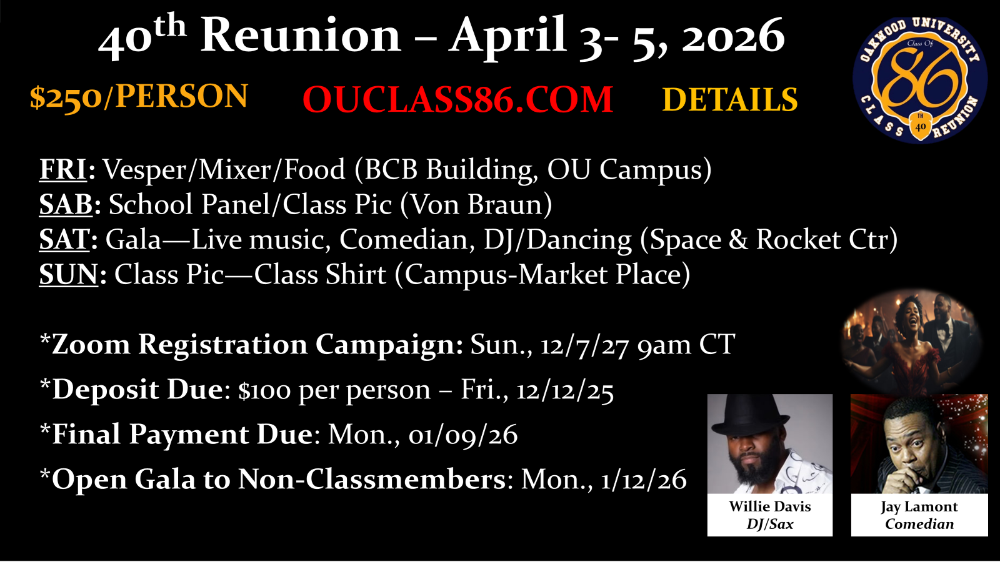 40th Reunion – April 3- 5, 2026
$250/PERSON OUCLASS86.COM DETAILS
OAKWOOD UNIVERSITY
Class Of
86
TH
40
CLASS REUNION
FRI: Vesper/Mixer/Food (BCB Building, OU Campus)
SAB: School Panel/Class Pic (Von Braun)
SAT: Gala—Live music, Comedian, DJ/Dancing (Space & Rocket Ctr)
SUN: Class Pic—Class Shirt (Campus-Market Place)
*Zoom Registration Campaign: Sun., 12/7/27 9am CT
*Deposit Due: $100 per person – Fri., 12/12/25
*Final Payment Due: Mon., 01/09/26
*Open Gala to Non-Classmembers: Mon., 1/12/26
Willie Davis
DJ/Sax
Jay Lamont
Comedian